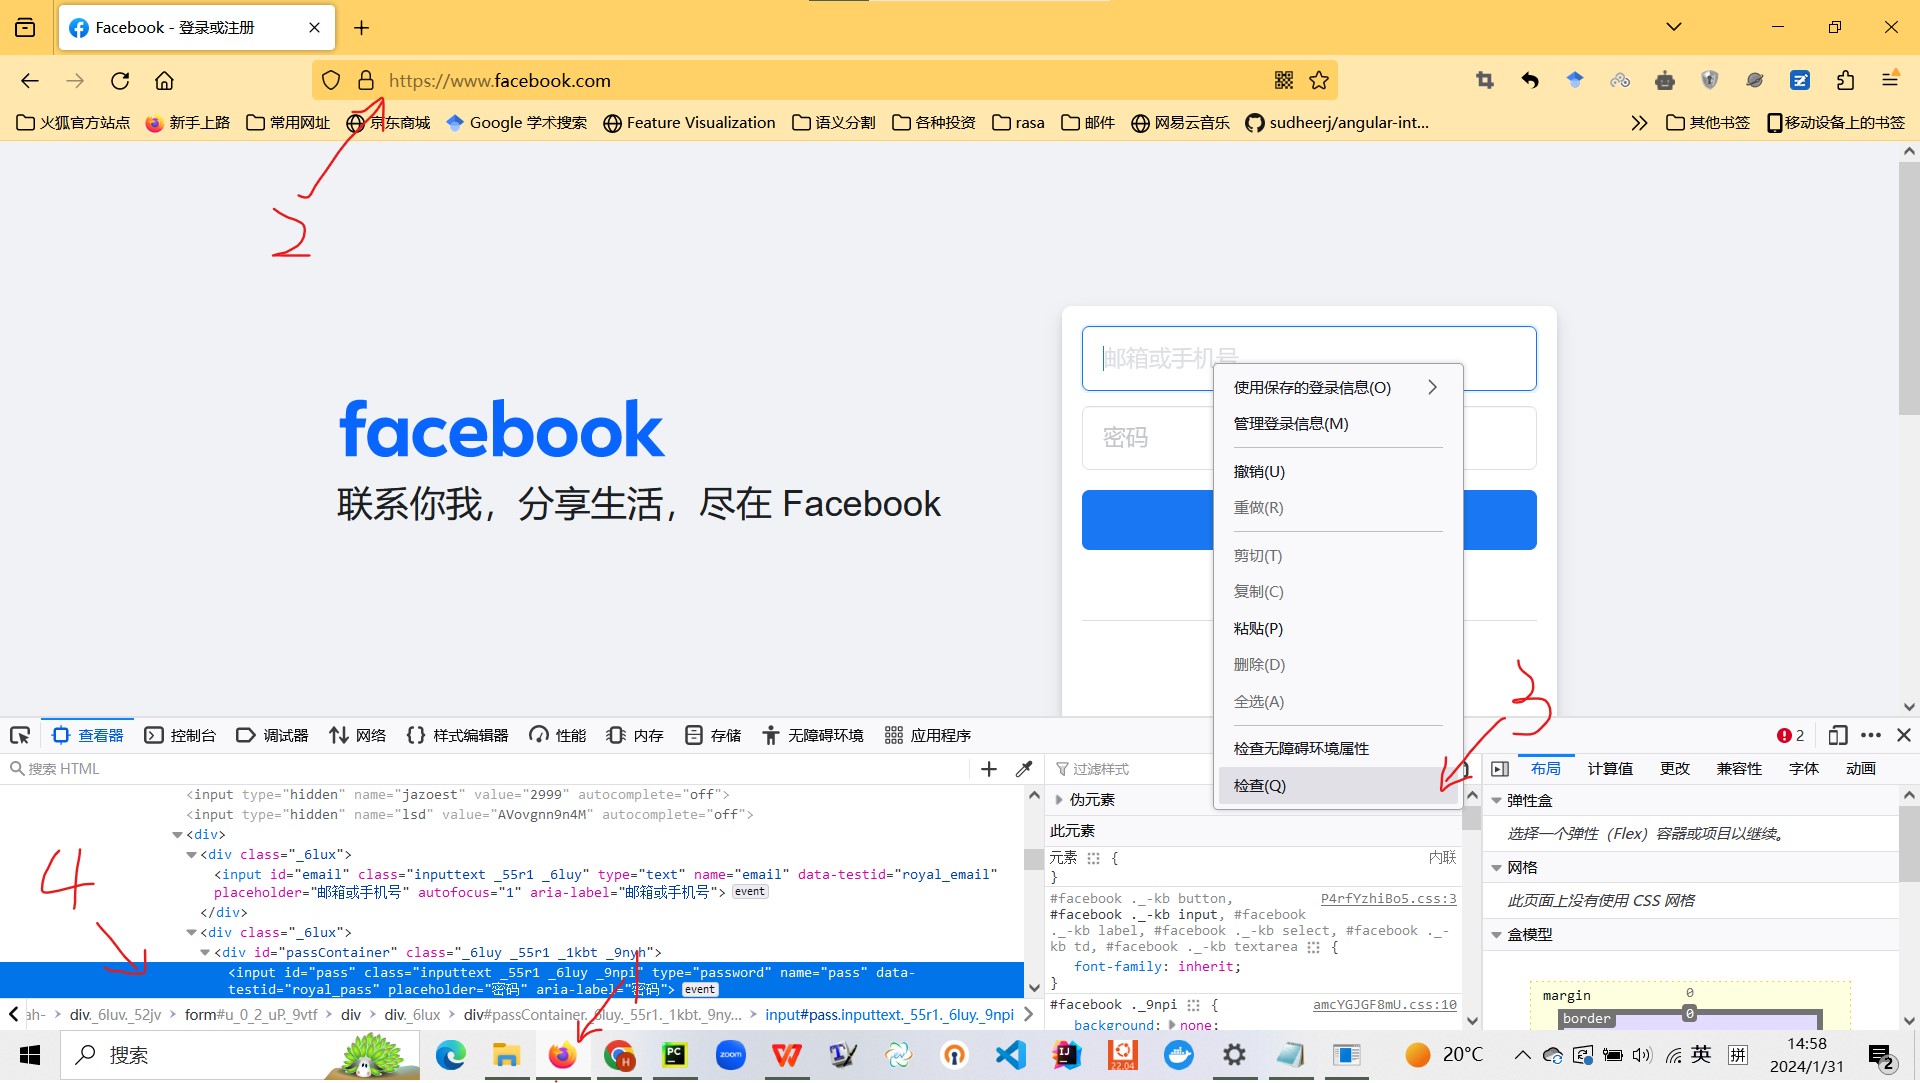 Facebook - 登录或注册
https://www.facebook.com
火狐官方站点 新手上路 常用网址 京东商城 Google 学术搜索 Feature Visualization 语义分割 各种投资 rasa 邮件 网易云音乐 sudheerj/angular-int... 其他书签 移动设备上的书签
2
邮箱或手机号
密码
facebook
联系你我，分享生活，尽在 Facebook
使用保存的登录信息(O)
管理登录信息(M)
撤销(U)
重做(R)
剪切(T)
复制(C)
粘贴(P)
删除(D)
全选(A)
检查无障碍环境属性
检查(Q)
3
查看器 控制台 调试器 网络 样式编辑器 性能 内存 存储 无障碍环境 应用程序 2
搜索 HTML
<input type="hidden" name="jazoest" value="2999" autocomplete="off">
<input type="hidden" name="lsd" value="AVovgnn9n4M" autocomplete="off">
<div>
<div class="_6lux">
<input id="email" class="inputtext _55r1 _6luy" type="text" name="email" data-testid="royal_email"
placeholder="邮箱或手机号" autofocus="1" aria-label="邮箱或手机号"> event
</div>
<div class="_6lux">
<div id="passContainer" class="_6luy _55r1 _1kbt _9nyh">
<input id="pass" class="inputtext _55r1 _6luy _9npi" type="password" name="pass" data-
testid="royal_pass" placeholder="密码" aria-label="密码"> event
4
1
ah- div._6luv._52jv form#u_0_2_uP._9vtf div div._6lux div#passContainer._6luy._55r1._1kbt._9ny... input#pass.inputtext._55r1._6luy._9npi
过滤样式
伪元素
此元素
元素 { 内联
}
#facebook ._-kb button, P4rfYzhiBo5.css:3
#facebook ._-kb input, #facebook
._-kb label, #facebook ._-kb select, #facebook ._-
kb td, #facebook ._-kb textarea {
font-family: inherit;
}
#facebook ._9npi { amcYGJGF8mU.css:10
background: none;
布局 计算值 更改 兼容性 字体 动画
弹性盒
选择一个弹性（Flex）容器或项目以继续。
网格
此页面上没有使用 CSS 网格
盒模型
margin 0
border 0
搜索
PC
zoom
IJ
22.04
20°C
英
拼
14:58
2024/1/31
2